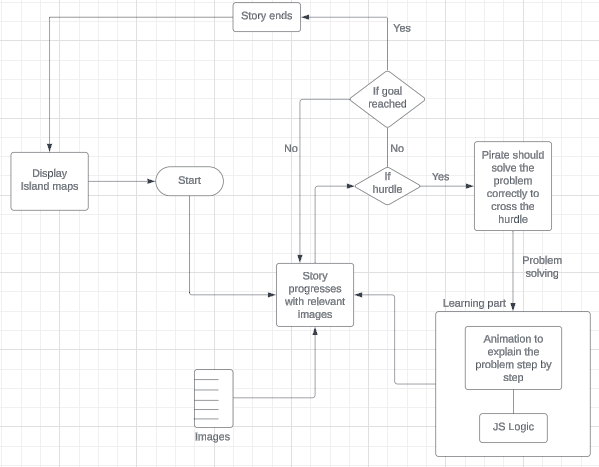 Story ends
Yes
If goal
reached
No
No
Display
Island maps
Start
If
hurdle
Yes
Pirate should
solve the
problem
correctly to
cross the
hurdle
Problem
solving
Story
progresses
with relevant
images
Learning part
Animation to
explain the
problem step by
step
JS Logic
Images